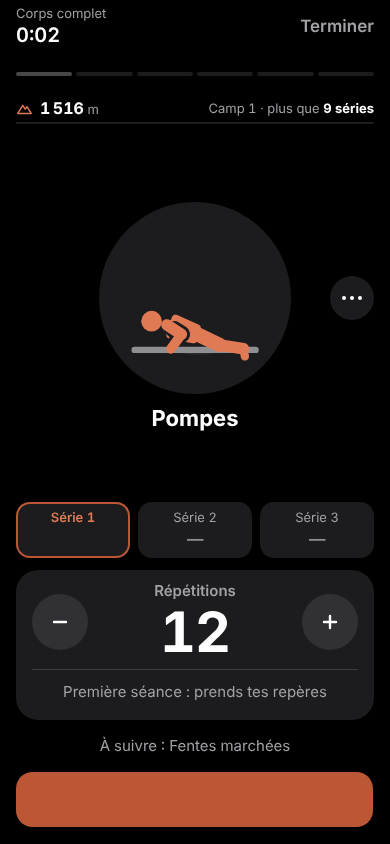 Corps complet
0:02
Terminer
1 516 m
Camp 1 · plus que 9 séries
Pompes
Série 1
Série 2
Série 3
—
—
Répétitions
12
Première séance : prends tes repères
À suivre : Fentes marchées